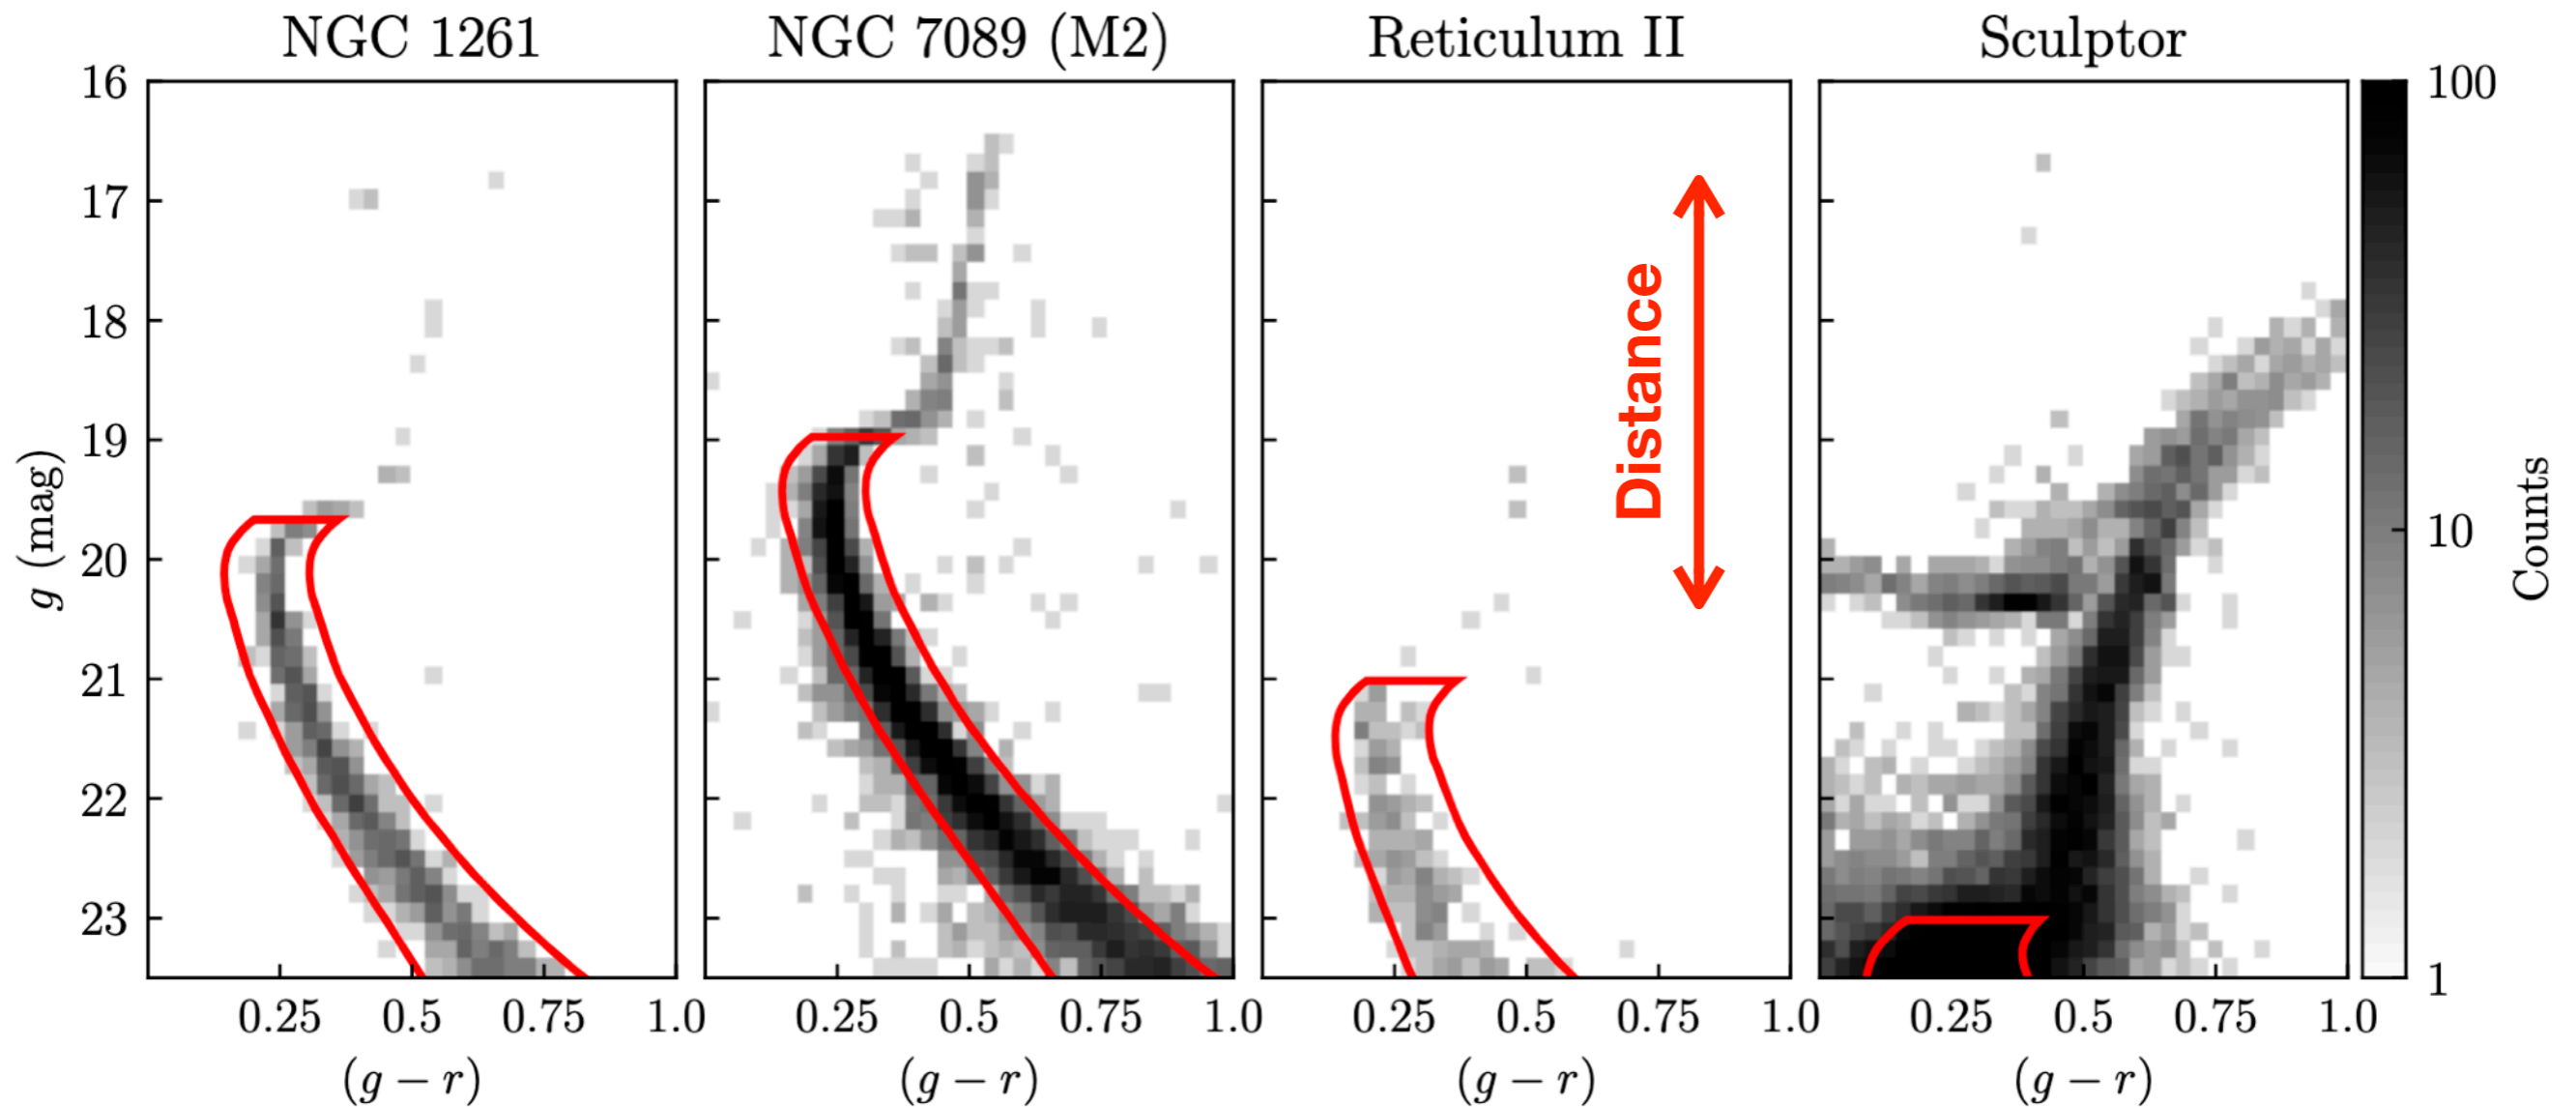 NGC 1261
NGC 7089 (M2)
Reticulum II
Sculptor
16
17
18
19
20
21
22
23
g (mag)
Distance
100
10
1
Counts
0.25 0.5 0.75 1.0
0.25 0.5 0.75 1.0
0.25 0.5 0.75 1.0
0.25 0.5 0.75 1.0
(g − r)
(g − r)
(g − r)
(g − r)